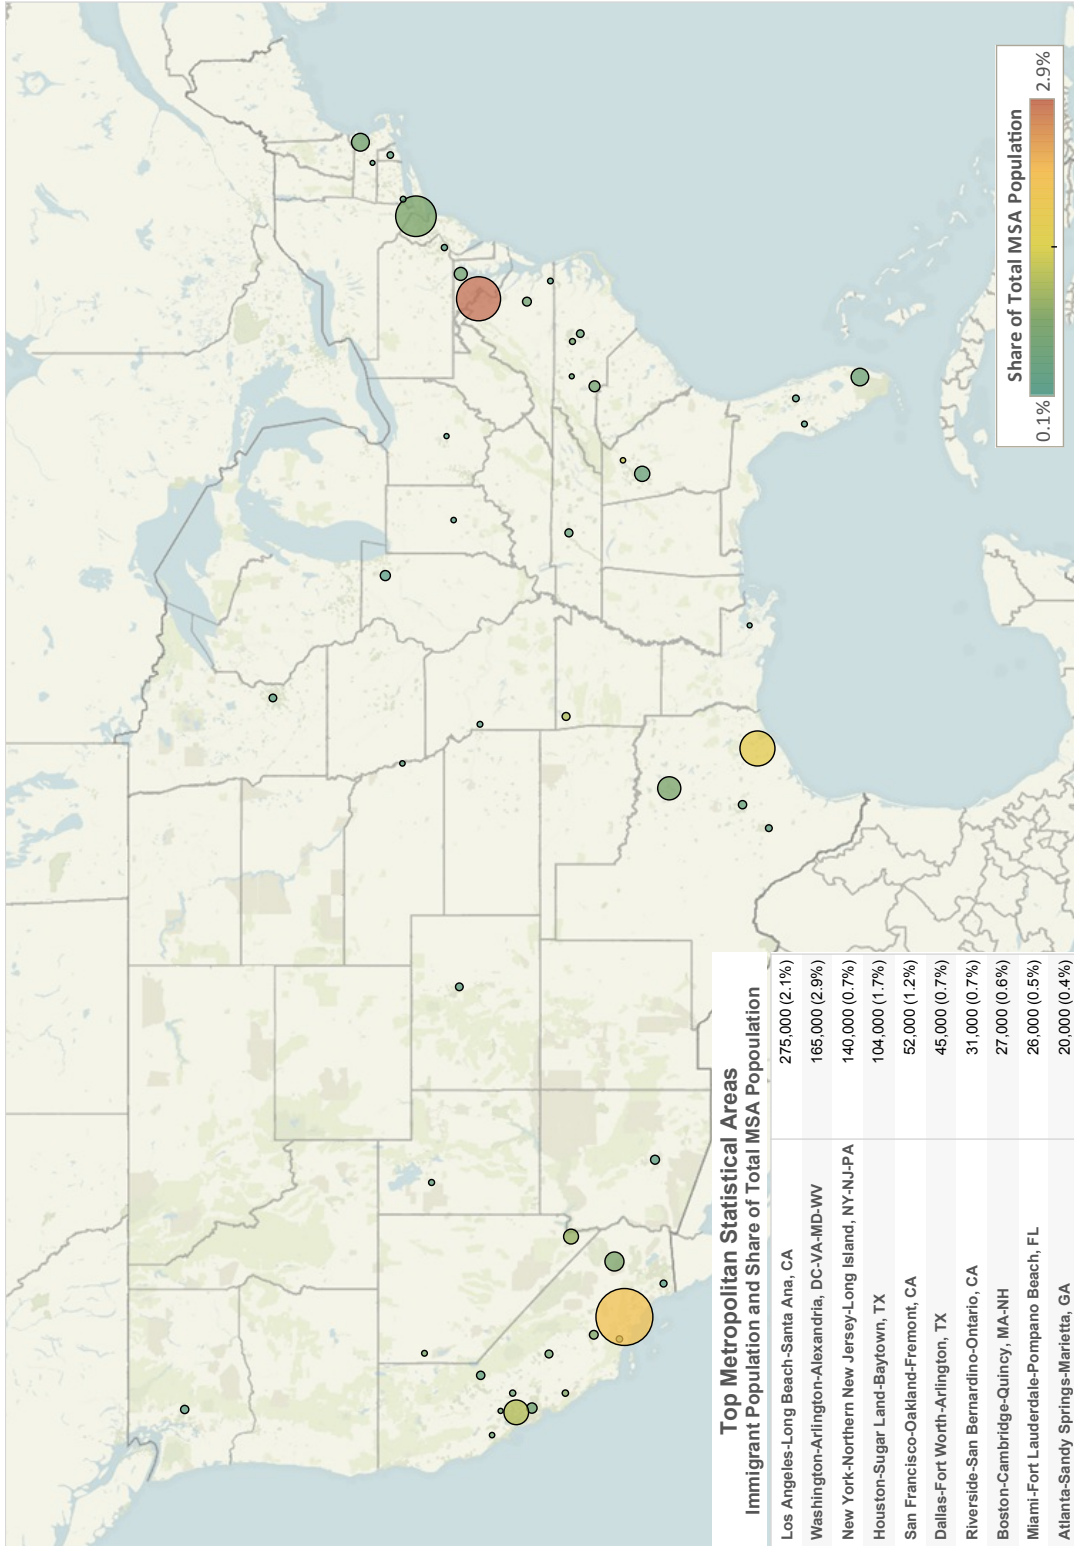 Top Metropolitan Statistical Areas
Immigrant Population and Share of Total MSA Popoulation
Los Angeles-Long Beach-Santa Ana, CA 275,000 (2.1%)
Washington-Arlington-Alexandria, DC-VA-MD-WV 165,000 (2.9%)
New York-Northern New Jersey-Long Island, NY-NJ-PA 140,000 (0.7%)
Houston-Sugar Land-Baytown, TX 104,000 (1.7%)
San Francisco-Oakland-Fremont, CA 52,000 (1.2%)
Dallas-Fort Worth-Arlington, TX 45,000 (0.7%)
Riverside-San Bernardino-Ontario, CA 31,000 (0.7%)
Boston-Cambridge-Quincy, MA-NH 27,000 (0.6%)
Miami-Fort Lauderdale-Pompano Beach, FL 26,000 (0.5%)
Atlanta-Sandy Springs-Marietta, GA 20,000 (0.4%)
Share of Total MSA Population
0.1% 2.9%